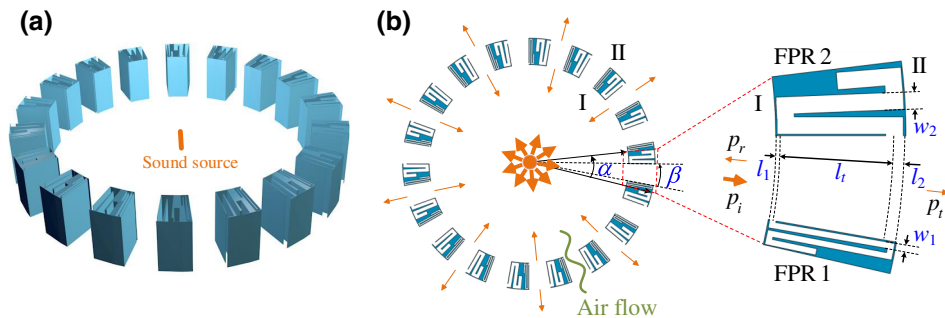 (a)
Sound source
(b)
II
I
α
β
Air flow
FPR 2
II
I
w2
pr
l1
lt
l2
pi
pt
w1
FPR 1